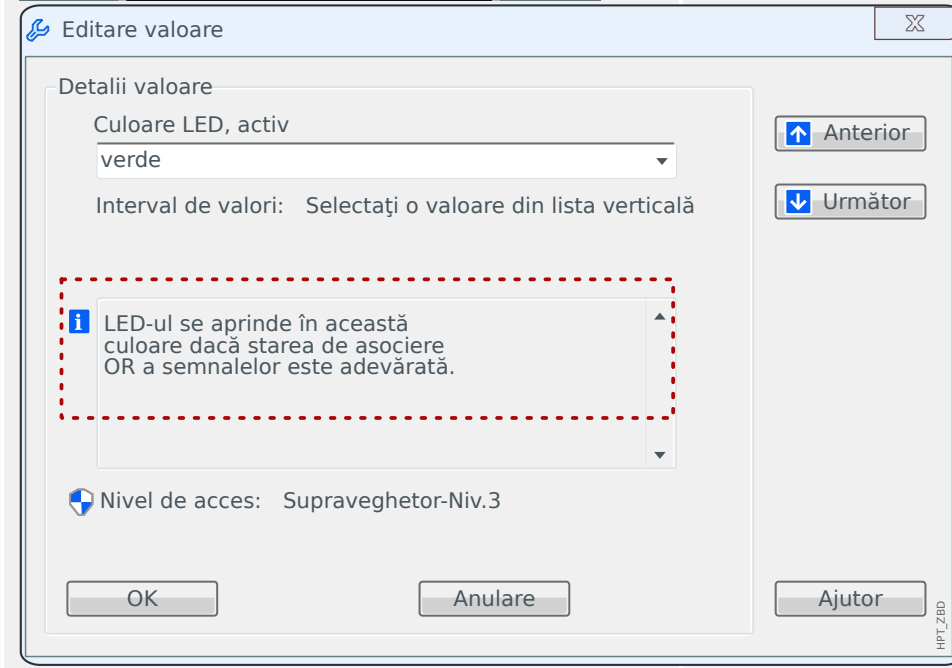 Editare valoare
X
Detalii valoare
Culoare LED, activ
verde
Interval de valori: Selectaţi o valoare din lista verticală
Anterior
Următor
i
LED-ul se aprinde în această
culoare dacă starea de asociere
OR a semnalelor este adevărată.
Nivel de acces: Supraveghetor-Niv.3
OK
Anulare
Ajutor
HPT_ZBD